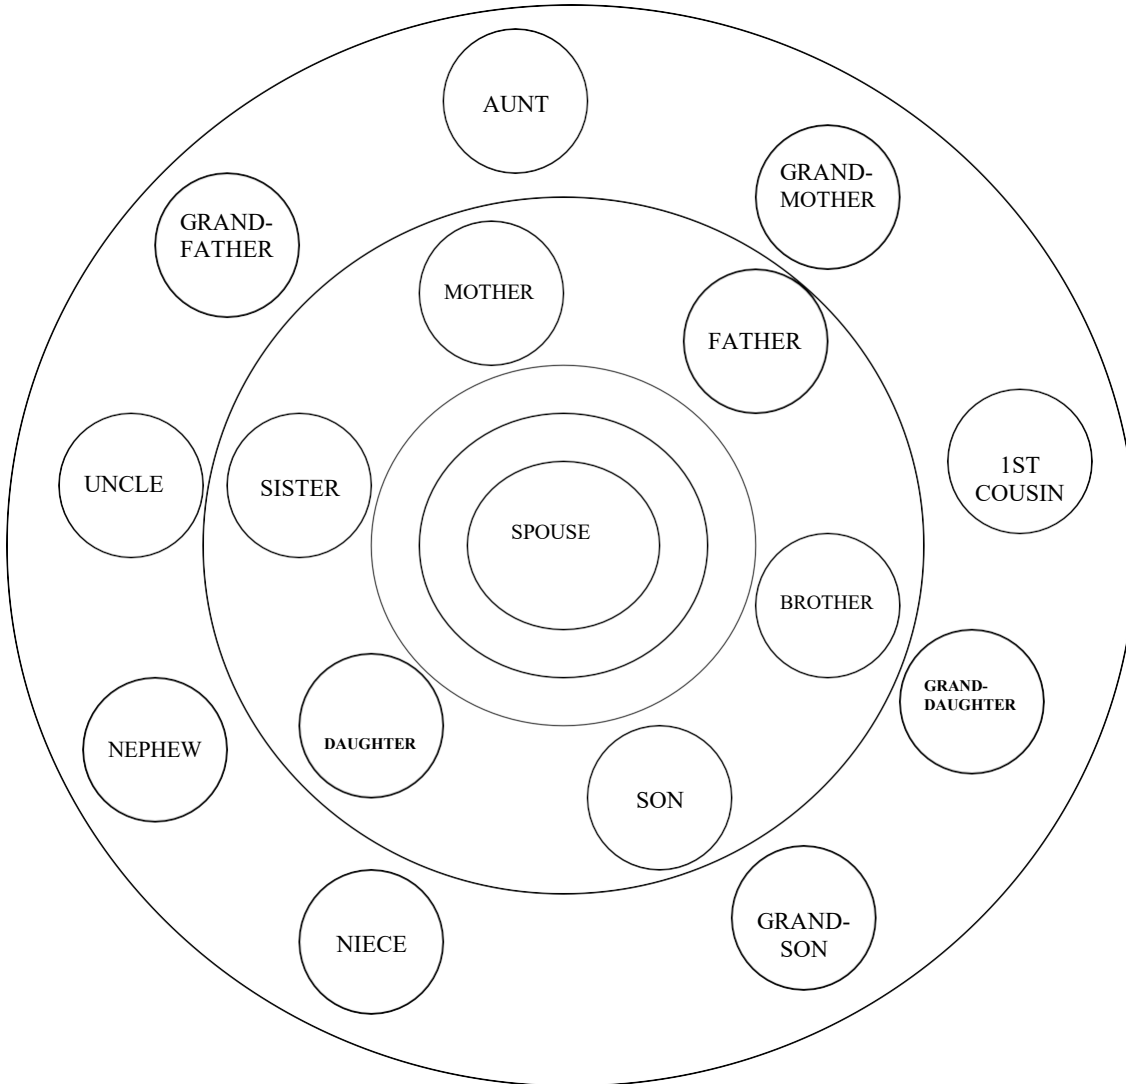 AUNT
GRAND-
MOTHER
GRAND-
FATHER
MOTHER
FATHER
UNCLE
SISTER
1ST
COUSIN
SPOUSE
BROTHER
GRAND-
DAUGHTER
NEPHEW
DAUGHTER
SON
NIECE
GRAND-
SON